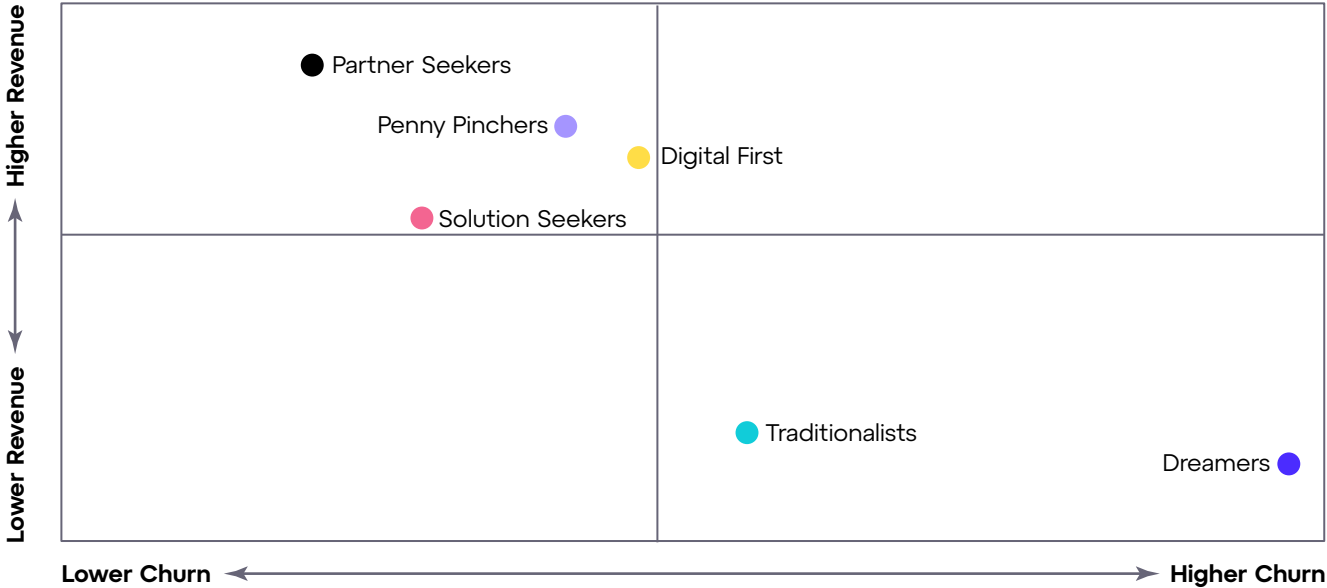 Higher Revenue
Lower Revenue
Partner Seekers
Penny Pinchers
Digital First
Solution Seekers
Traditionalists
Dreamers
Lower Churn
Higher Churn